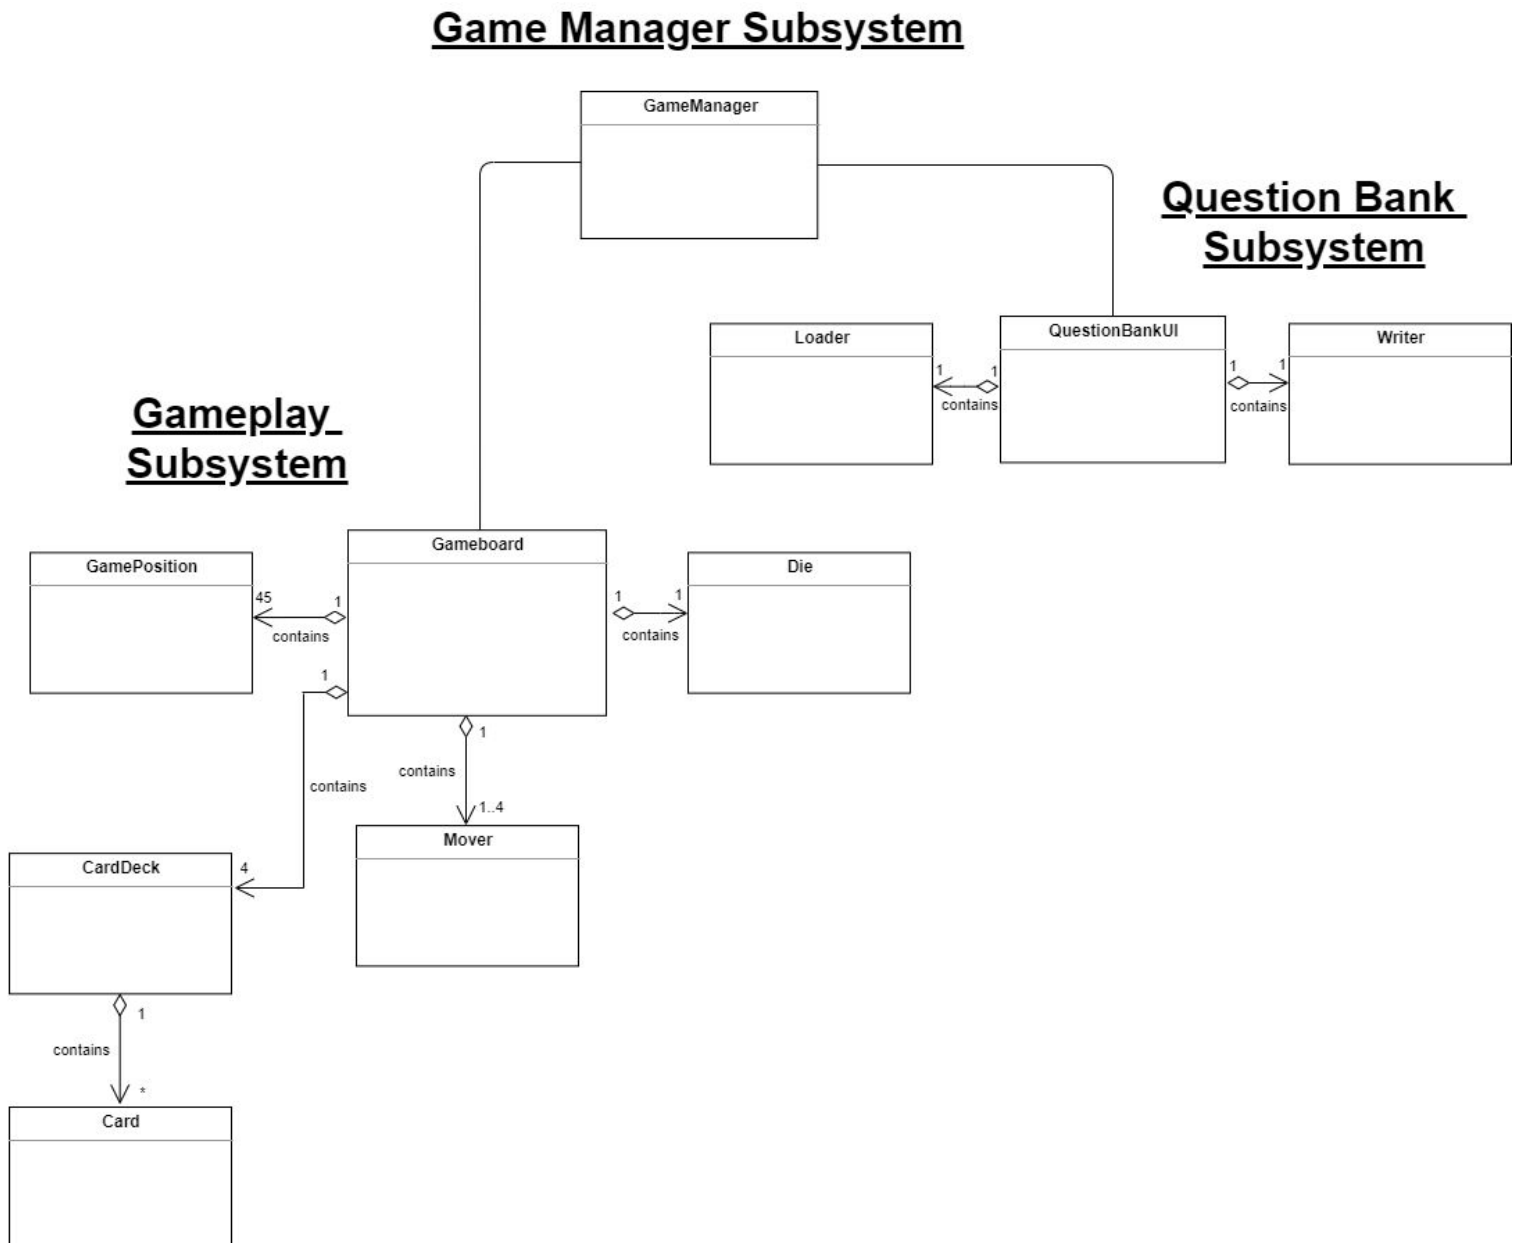 Game Manager Subsystem
GameManager
Question Bank
Subsystem
Loader
QuestionBankUI
Writer
1
1
contains
1
1
contains
Gameplay
Subsystem
GamePosition
Gameboard
Die
45
1
contains
1
1
contains
1
contains
4
1
contains
1..4
CardDeck
Mover
1
contains
*
Card